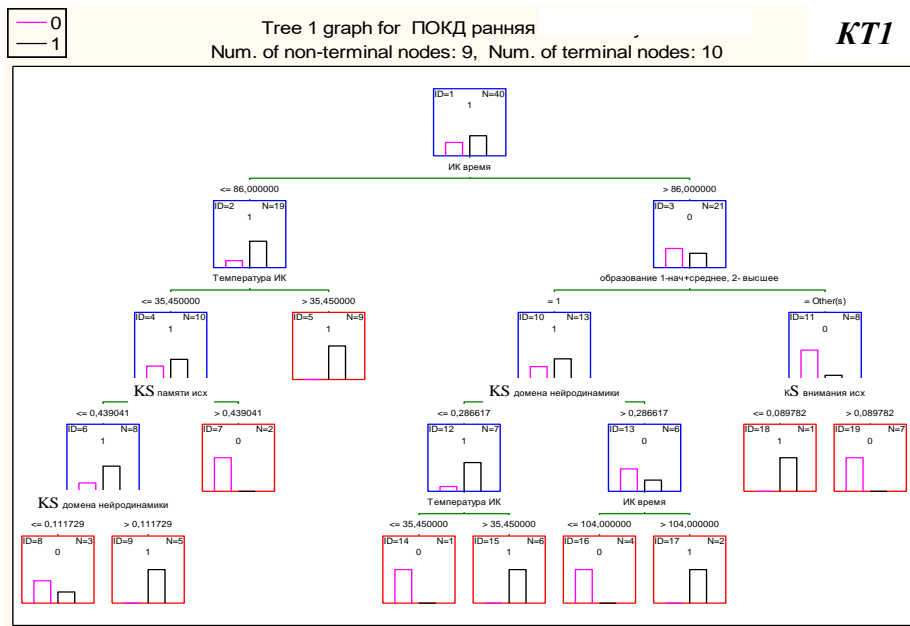 0
1
Tree 1 graph for ПОКД ранняя
Num. of non-terminal nodes: 9, Num. of terminal nodes: 10
КТ1
ID=1 N=40
1
ИК время
<= 86,000000 > 86,000000
ID=2 N=19 ID=3 N=21
1 0
Температура ИК образование 1-нач+среднее, 2- высшее
<= 35,450000 > 35,450000 = 1 = Other(s)
ID=4 N=10 ID=5 N=9 ID=10 N=13 ID=11 N=8
1 1 1 0
KS памяти исх KS домена нейродинамики кS внимания исх
<= 0,439041 > 0,439041 <= 0,286617 > 0,286617 <= 0,089782 > 0,089782
ID=6 N=8 ID=7 N=2 ID=12 N=7 ID=13 N=6 ID=18 N=1 ID=19 N=7
1 0 1 0 1 0
KS домена нейродинамики Температура ИК ИК время
<= 0,111729 > 0,111729 <= 35,450000 > 35,450000 <= 104,000000 > 104,000000
ID=8 N=3 ID=9 N=5 ID=14 N=1 ID=15 N=6 ID=16 N=4 ID=17 N=2
0 1 0 1 0 1